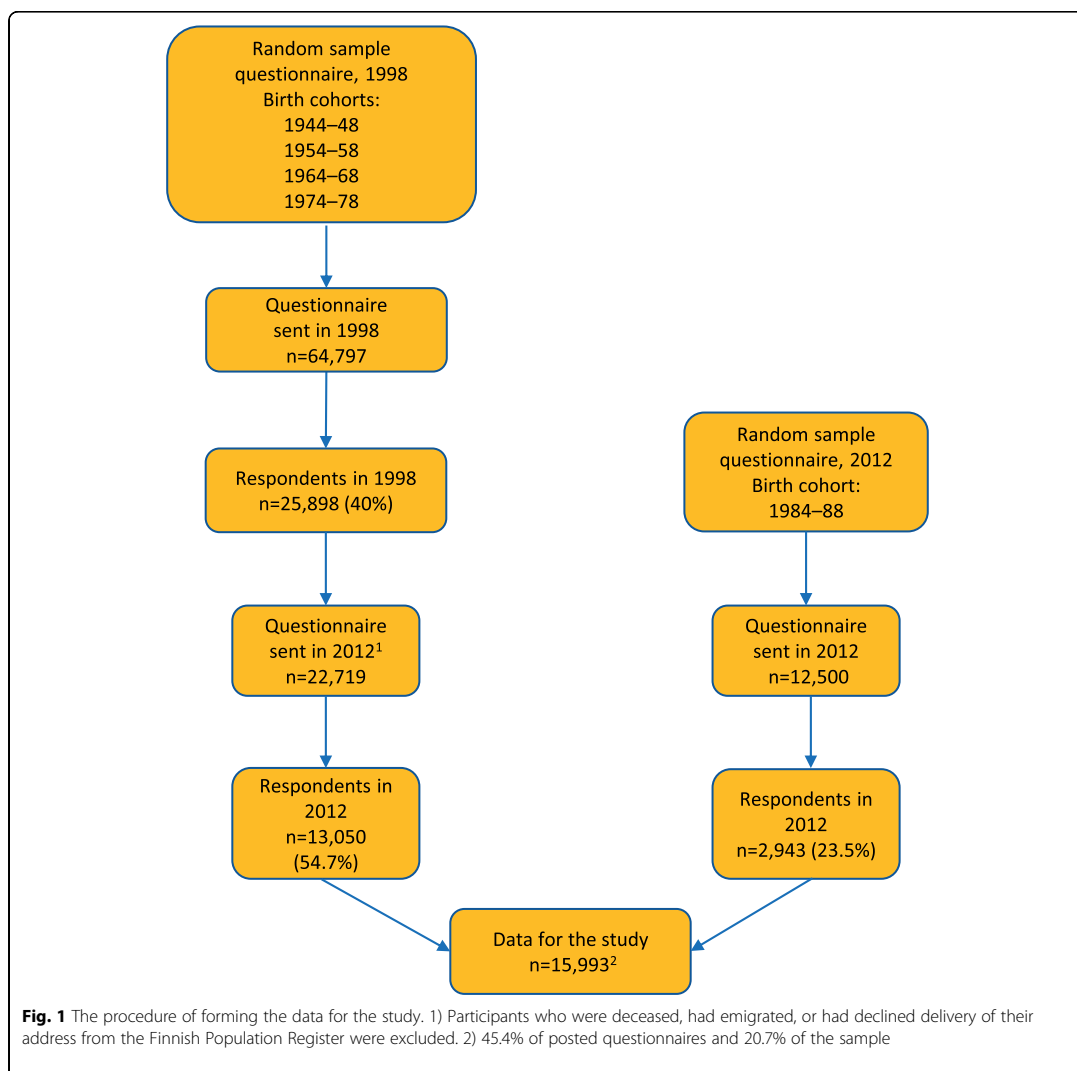 Random sample
questionnaire, 1998
Birth cohorts:
1944–48
1954–58
1964–68
1974–78
Questionnaire
sent in 1998
n=64,797
Respondents in 1998
n=25,898 (40%)
Questionnaire
sent in 2012¹
n=22,719
Respondents in
2012
n=13,050
(54.7%)
Random sample
questionnaire, 2012
Birth cohort:
1984–88
Questionnaire
sent in 2012
n=12,500
Respondents in
2012
n=2,943 (23.5%)
Data for the study
n=15,993²
Fig. 1 The procedure of forming the data for the study. 1) Participants who were deceased, had emigrated, or had declined delivery of their
address from the Finnish Population Register were excluded. 2) 45.4% of posted questionnaires and 20.7% of the sample